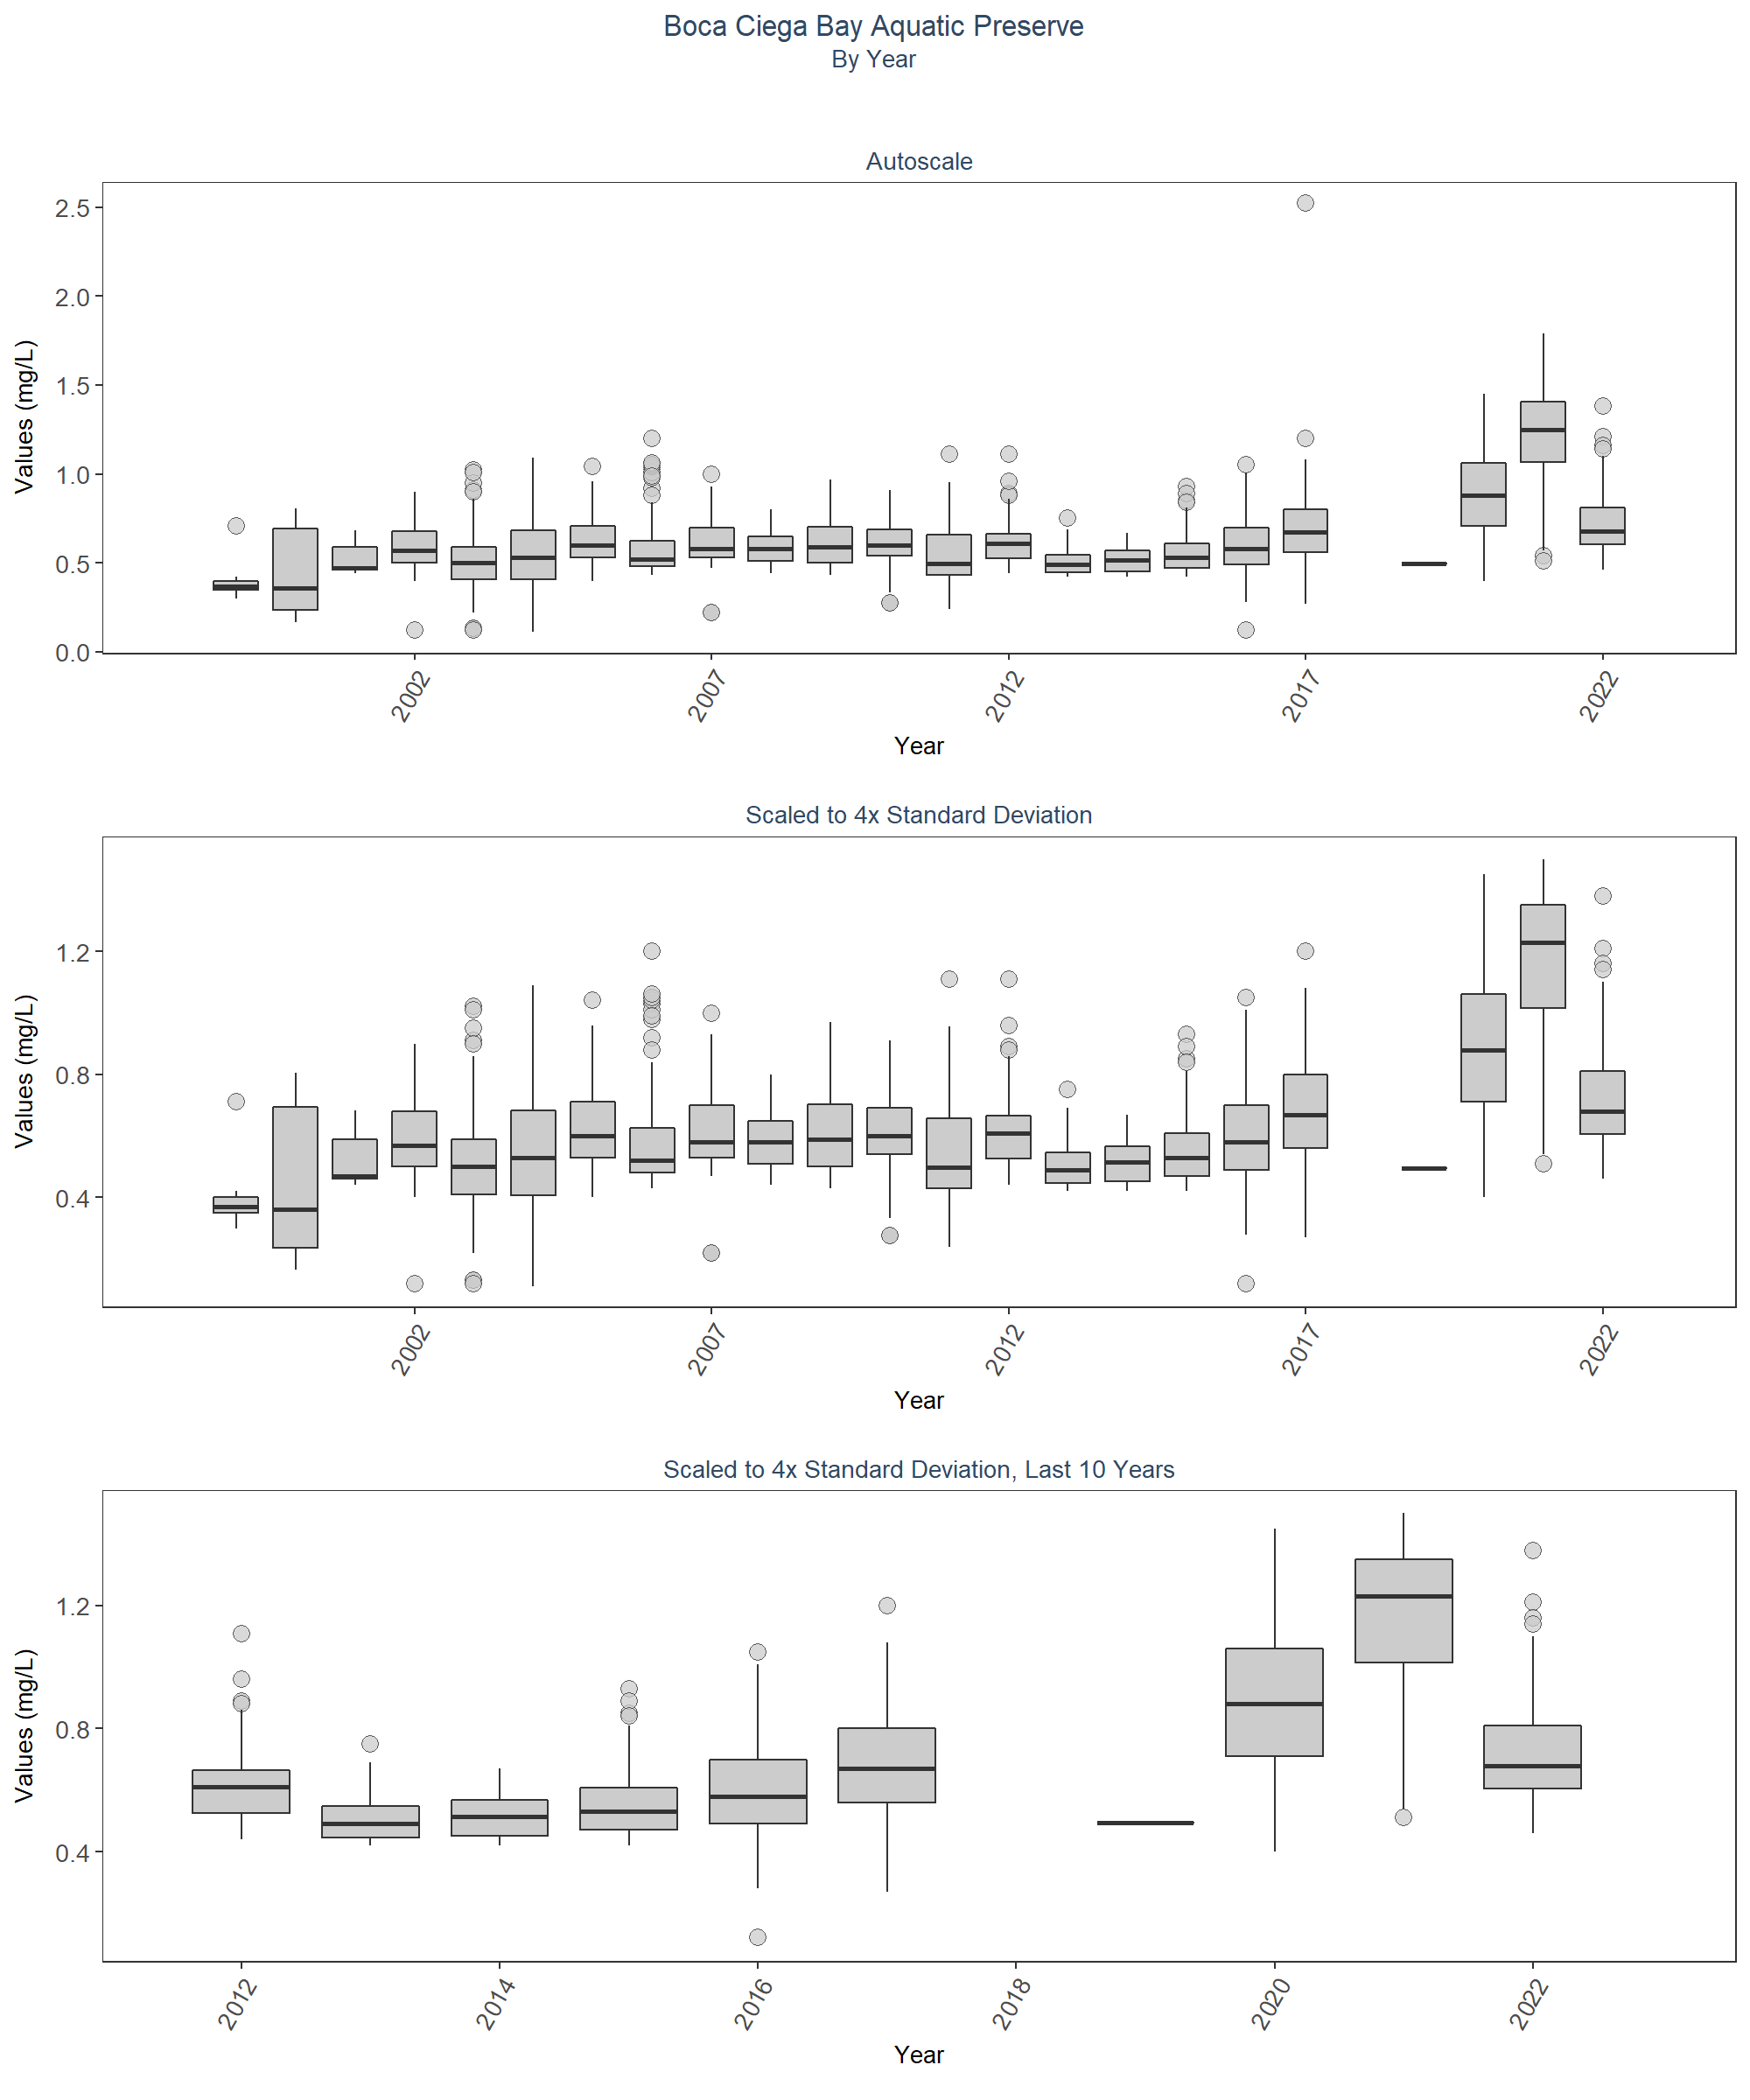 Boca Ciega Bay Aquatic Preserve
By Year
Autoscale
2.5
2.0
1.5
1.0
0.5
0.0
Values (mg/L)
2002 2007 2012 2017 2022
Year
Scaled to 4x Standard Deviation
1.2
0.8
0.4
Values (mg/L)
2002 2007 2012 2017 2022
Year
Scaled to 4x Standard Deviation, Last 10 Years
1.2
0.8
0.4
Values (mg/L)
2012 2014 2016 2018 2020 2022
Year